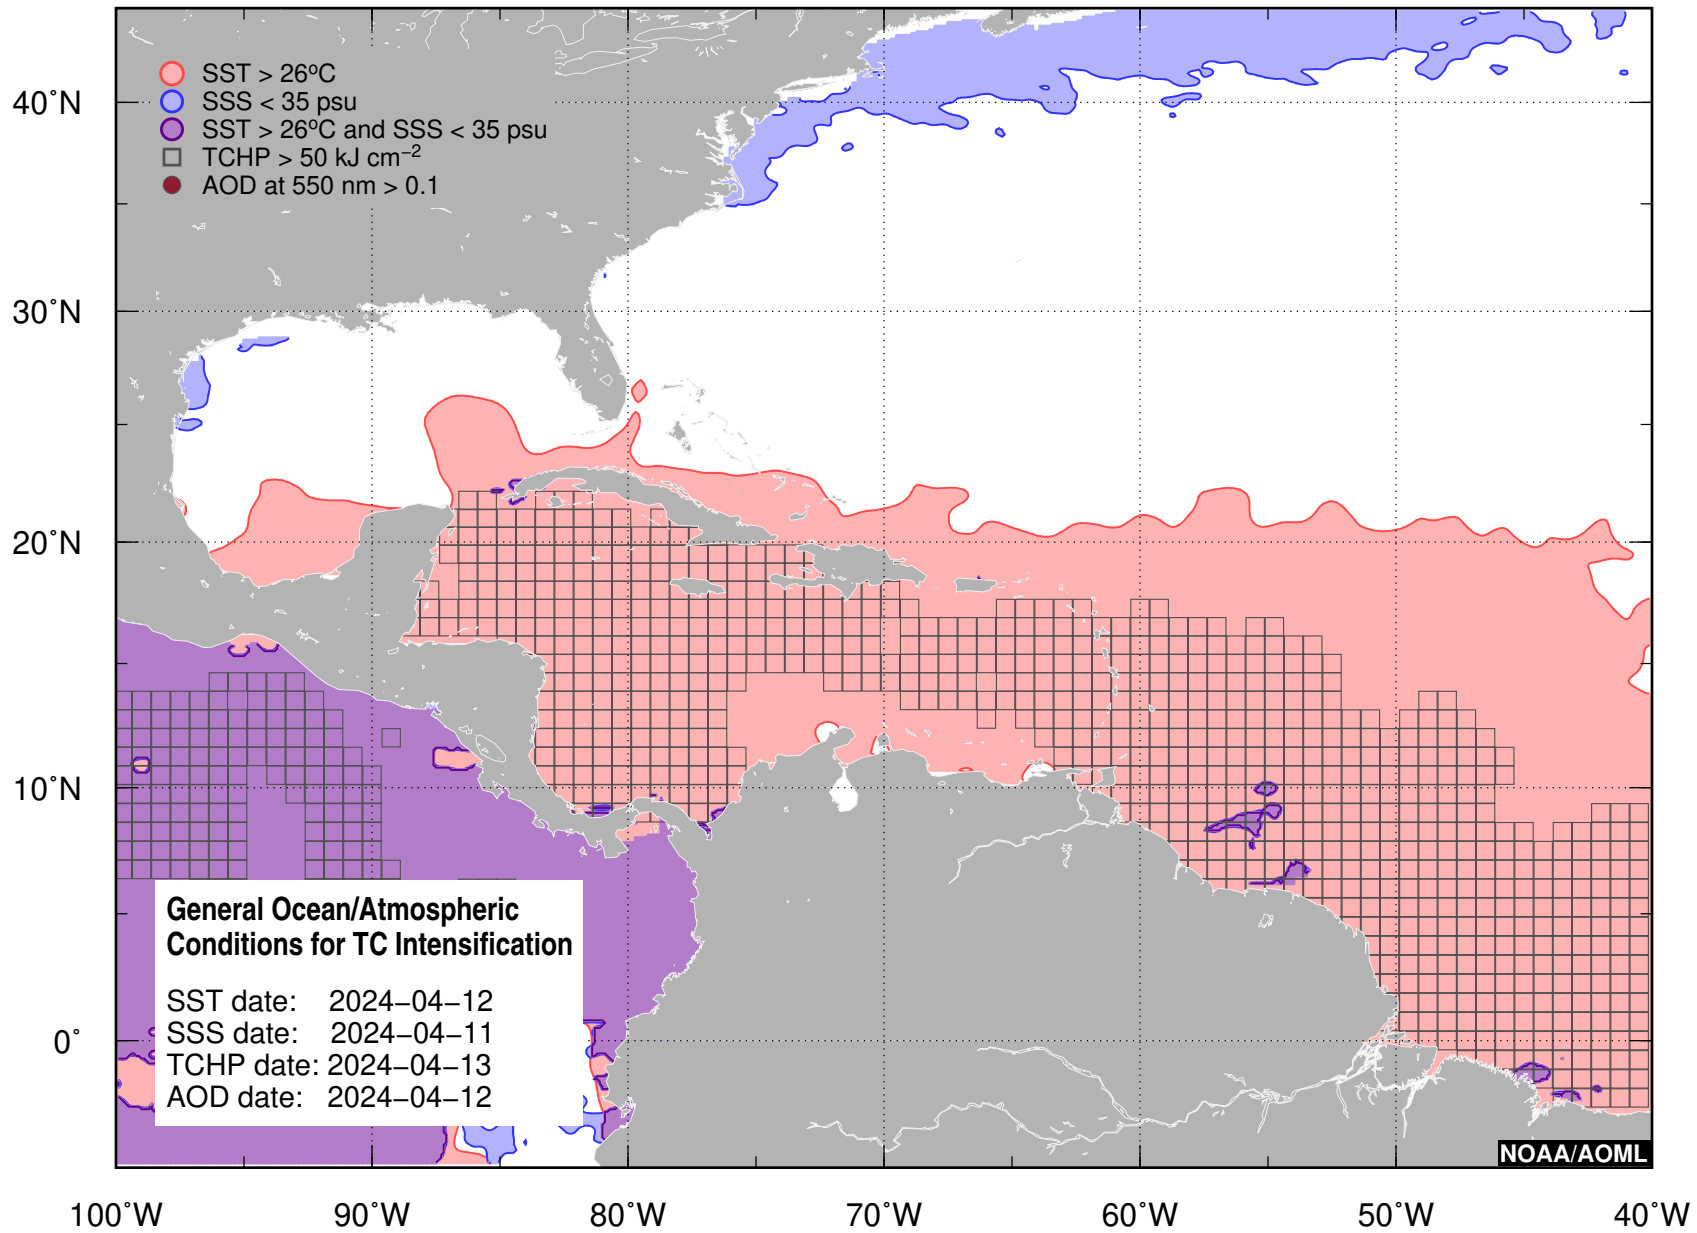 SST > 26°C
SSS < 35 psu
SST > 26°C and SSS < 35 psu
TCHP > 50 kJ cm⁻²
AOD at 550 nm > 0.1
40°N
30°N
20°N
10°N
0°
General Ocean/Atmospheric
Conditions for TC Intensification
SST date: 2024-04-12
SSS date: 2024-04-11
TCHP date: 2024-04-13
AOD date: 2024-04-12
NOAA/AOML
100°W 90°W 80°W 70°W 60°W 50°W 40°W